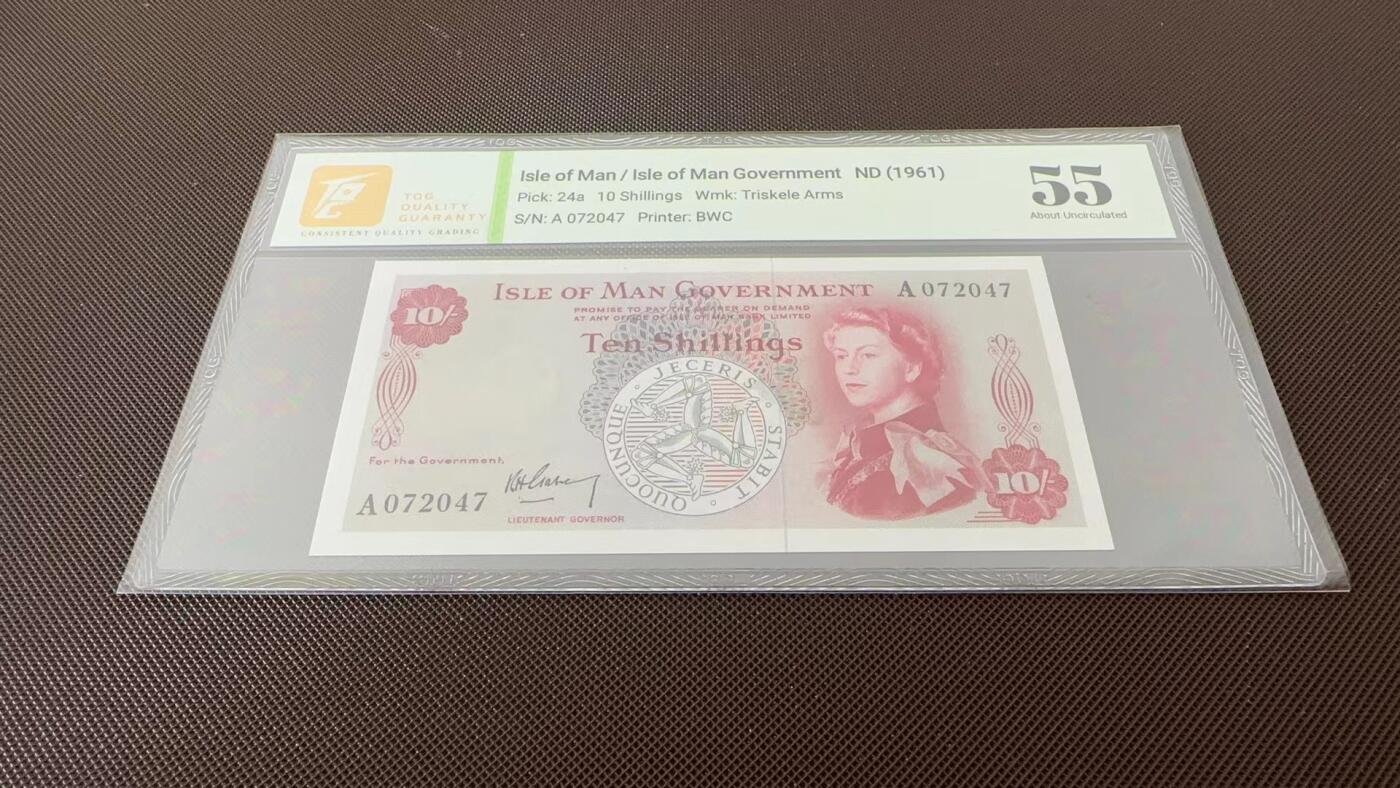 TQG
QUALITY
GUARANTY
CONSISTENT QUALITY GRADING
Isle of Man / Isle of Man Government ND (1961)
Pick: 24a 10 Shillings Wmk: Triskele Arms
S/N: A 072047 Printer: BWC
55
About Uncirculated
ISLE OF MAN GOVERNMENT A 072047
10/-
PROMISE TO PAY THE BEARER ON DEMAND
AT ANY OFFICE OF ISLE OF MAN BANK LIMITED
Ten Shillings
QUOCUNQUE · JECERIS · STABIT
For the Government,
A 072047
LIEUTENANT GOVERNOR
10/-